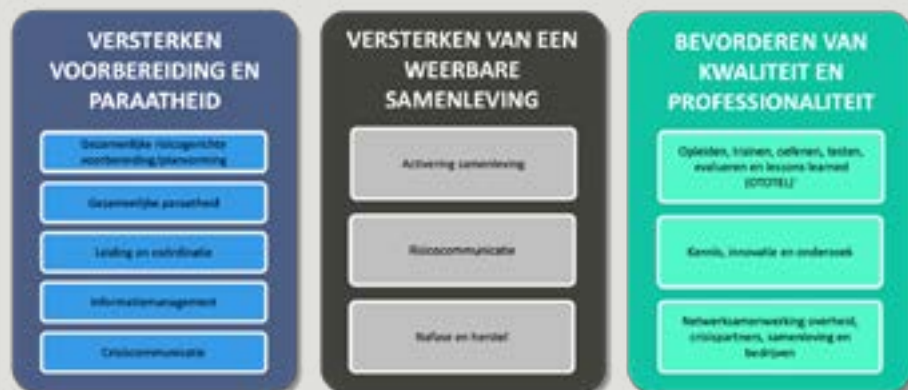 VERSTERKEN
VOORBEREIDING EN
PARAATHEID
Gezamenlijke risicogerichte
voorbereiding/planvorming
Gezamenlijke paraatheid
Leiding en coördinatie
Informatiemanagement
Crisiscommunicatie
VERSTERKEN VAN EEN
WEERBARE
SAMENLEVING
Activering samenleving
Risicocommunicatie
Nafase en herstel
BEVORDEREN VAN
KWALITEIT EN
PROFESSIONALITEIT
Opleiden, trainen, oefenen, testen,
evalueren en lessons learned
(OTOTEL)
Kennis, innovatie en onderzoek
Netwerksamenwerking overheid,
crisispartners, samenleving en
bedrijven